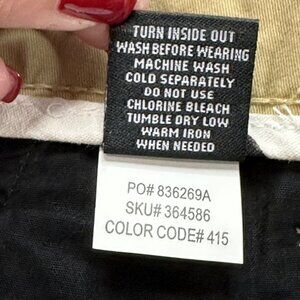 TURN INSIDE OUT
WASH BEFORE WEARING
MACHINE WASH
COLD SEPARATELY
DO NOT USE
CHLORINE BLEACH
TUMBLE DRY LOW
WARM IRON
WHEN NEEDED
PO# 836269A
SKU# 364586
COLOR CODE# 415